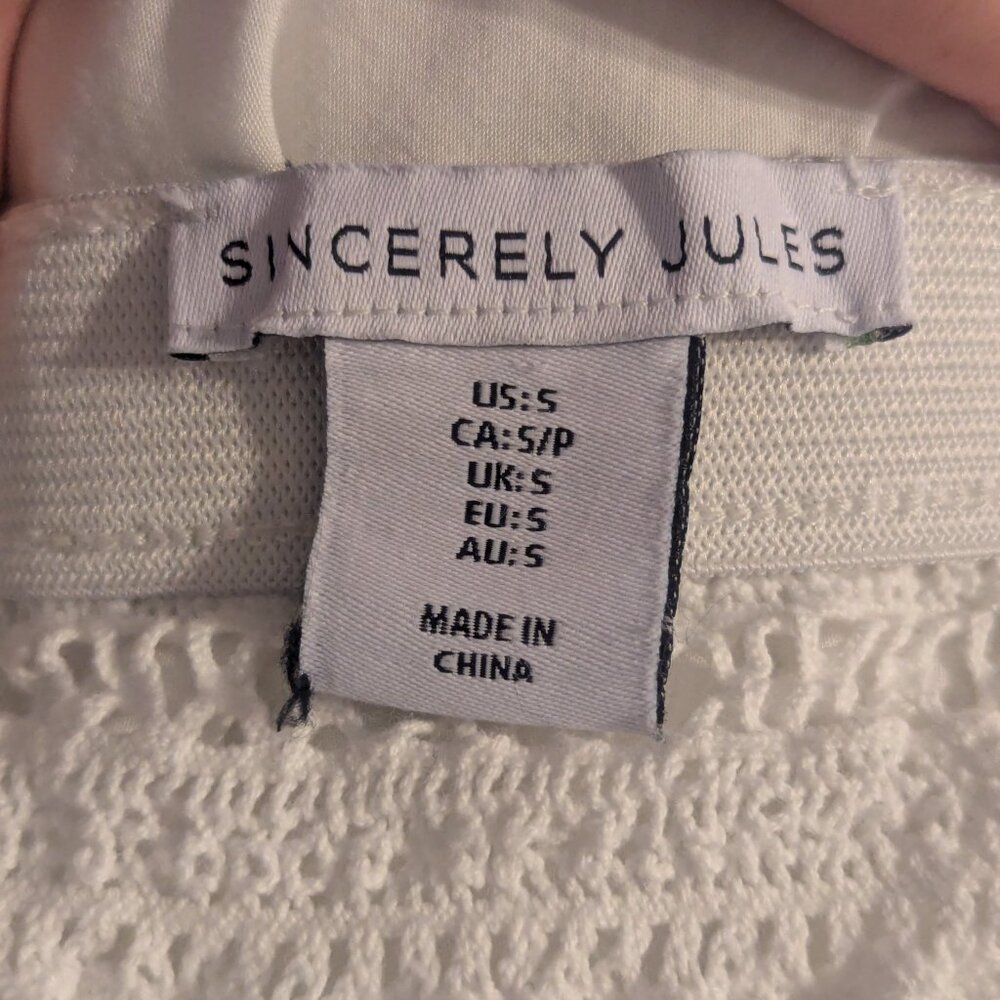 SINCERELY JULES
US: S
CA: S/P
UK: S
EU: S
AU: S
MADE IN
CHINA